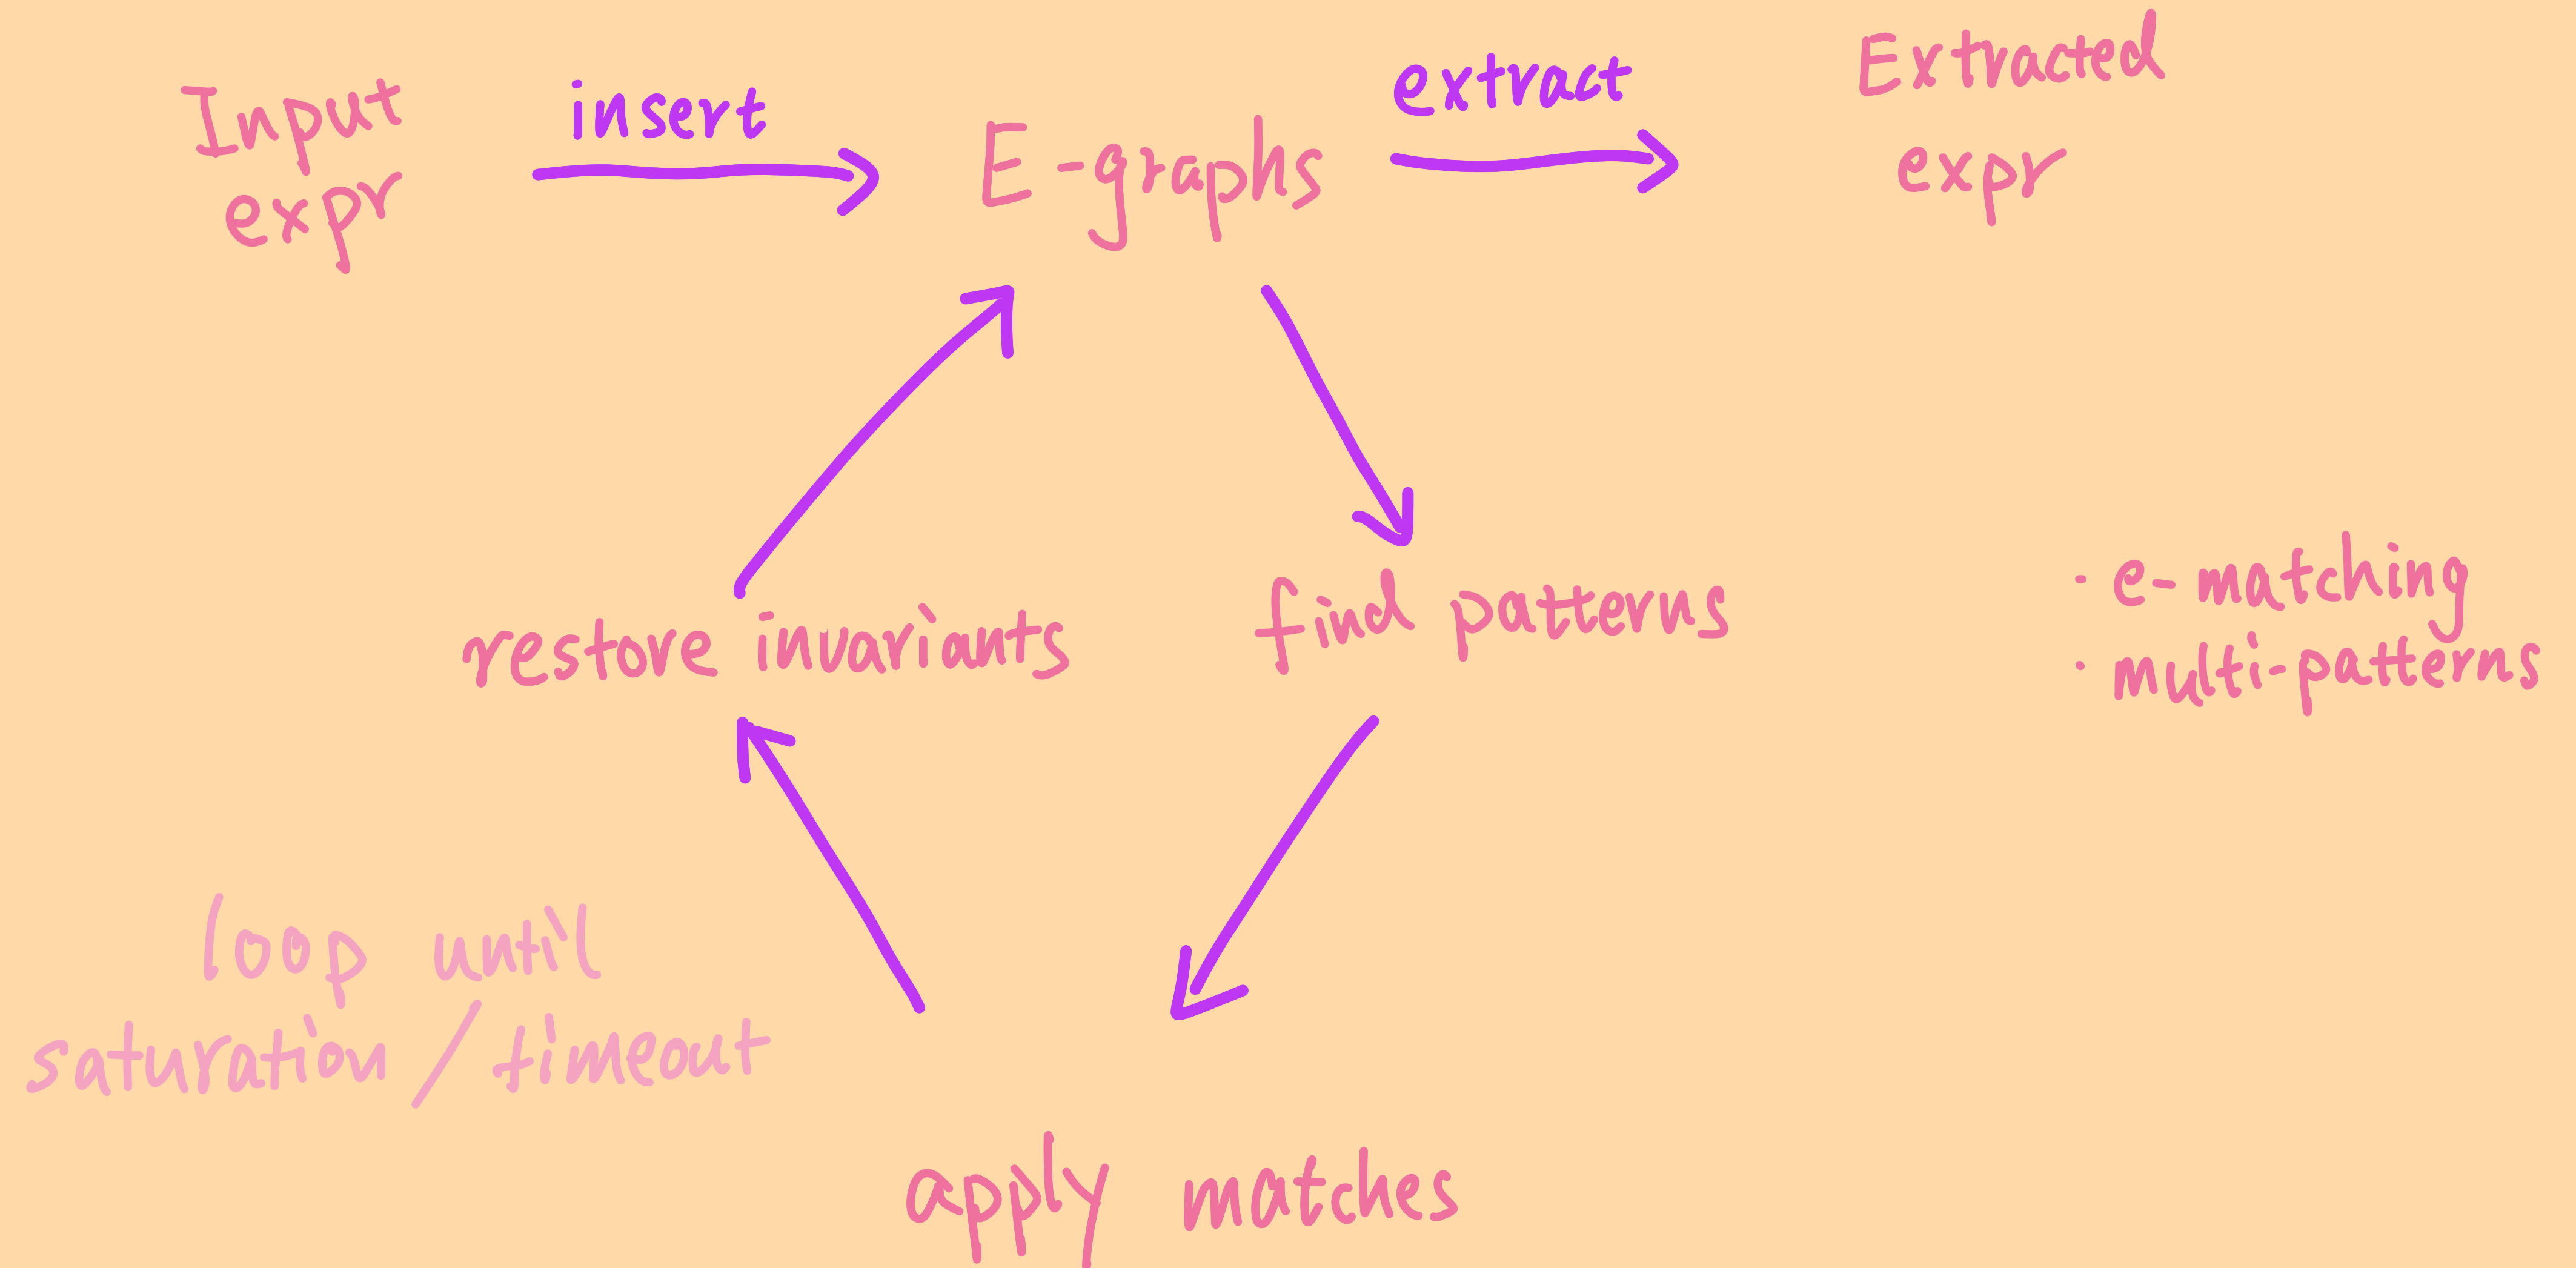 Input
expr
insert
E-graphs
extract
Extracted
expr
restore invariants
find patterns
· e-matching
· multi-patterns
loop until
saturation / timeout
apply matches